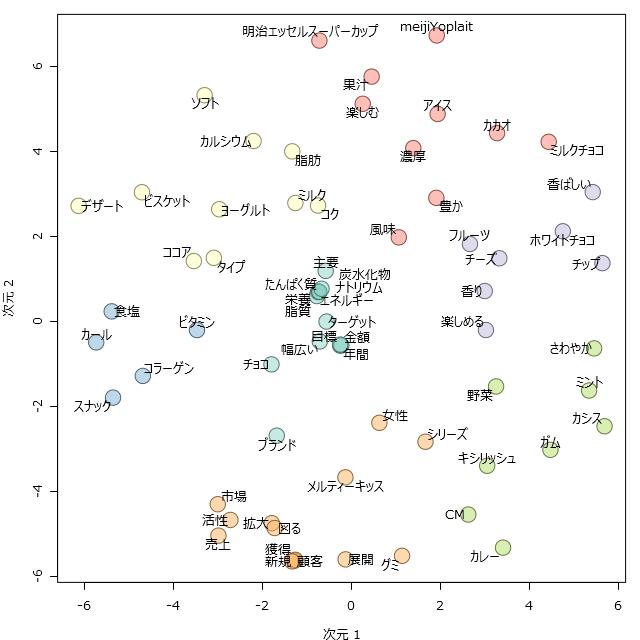 meijiYoplait
明治エッセルスーパーカップ
果汁
楽しむ
アイス
カカオ
ソフト
カルシウム
脂肪
濃厚
ミルクチョコ
香ばしい
ビスケット
ミルク
デザート
ヨーグルト
コク
豊か
風味
フルーツ
ホワイトチョコ
ココア
タイプ
チーズ
チップ
主要
炭水化物
たんぱく質
ナトリウム
香り
栄養
エネルギー
脂質
食塩
ビタミン
ターゲット
楽しめる
カール
目標
金額
幅広い
年間
さわやか
コラーゲン
チョコ
ミント
スナック
野菜
女性
カシス
シリーズ
ブランド
ガム
キシリッシュ
メルティーキッス
市場
活性
拡大
図る
CM
売上
獲得
新規
顧客
展開
グミ
カレー
次元 2
6
4
2
0
-2
-4
-6
-6
-4
-2
0
2
4
6
次元 1